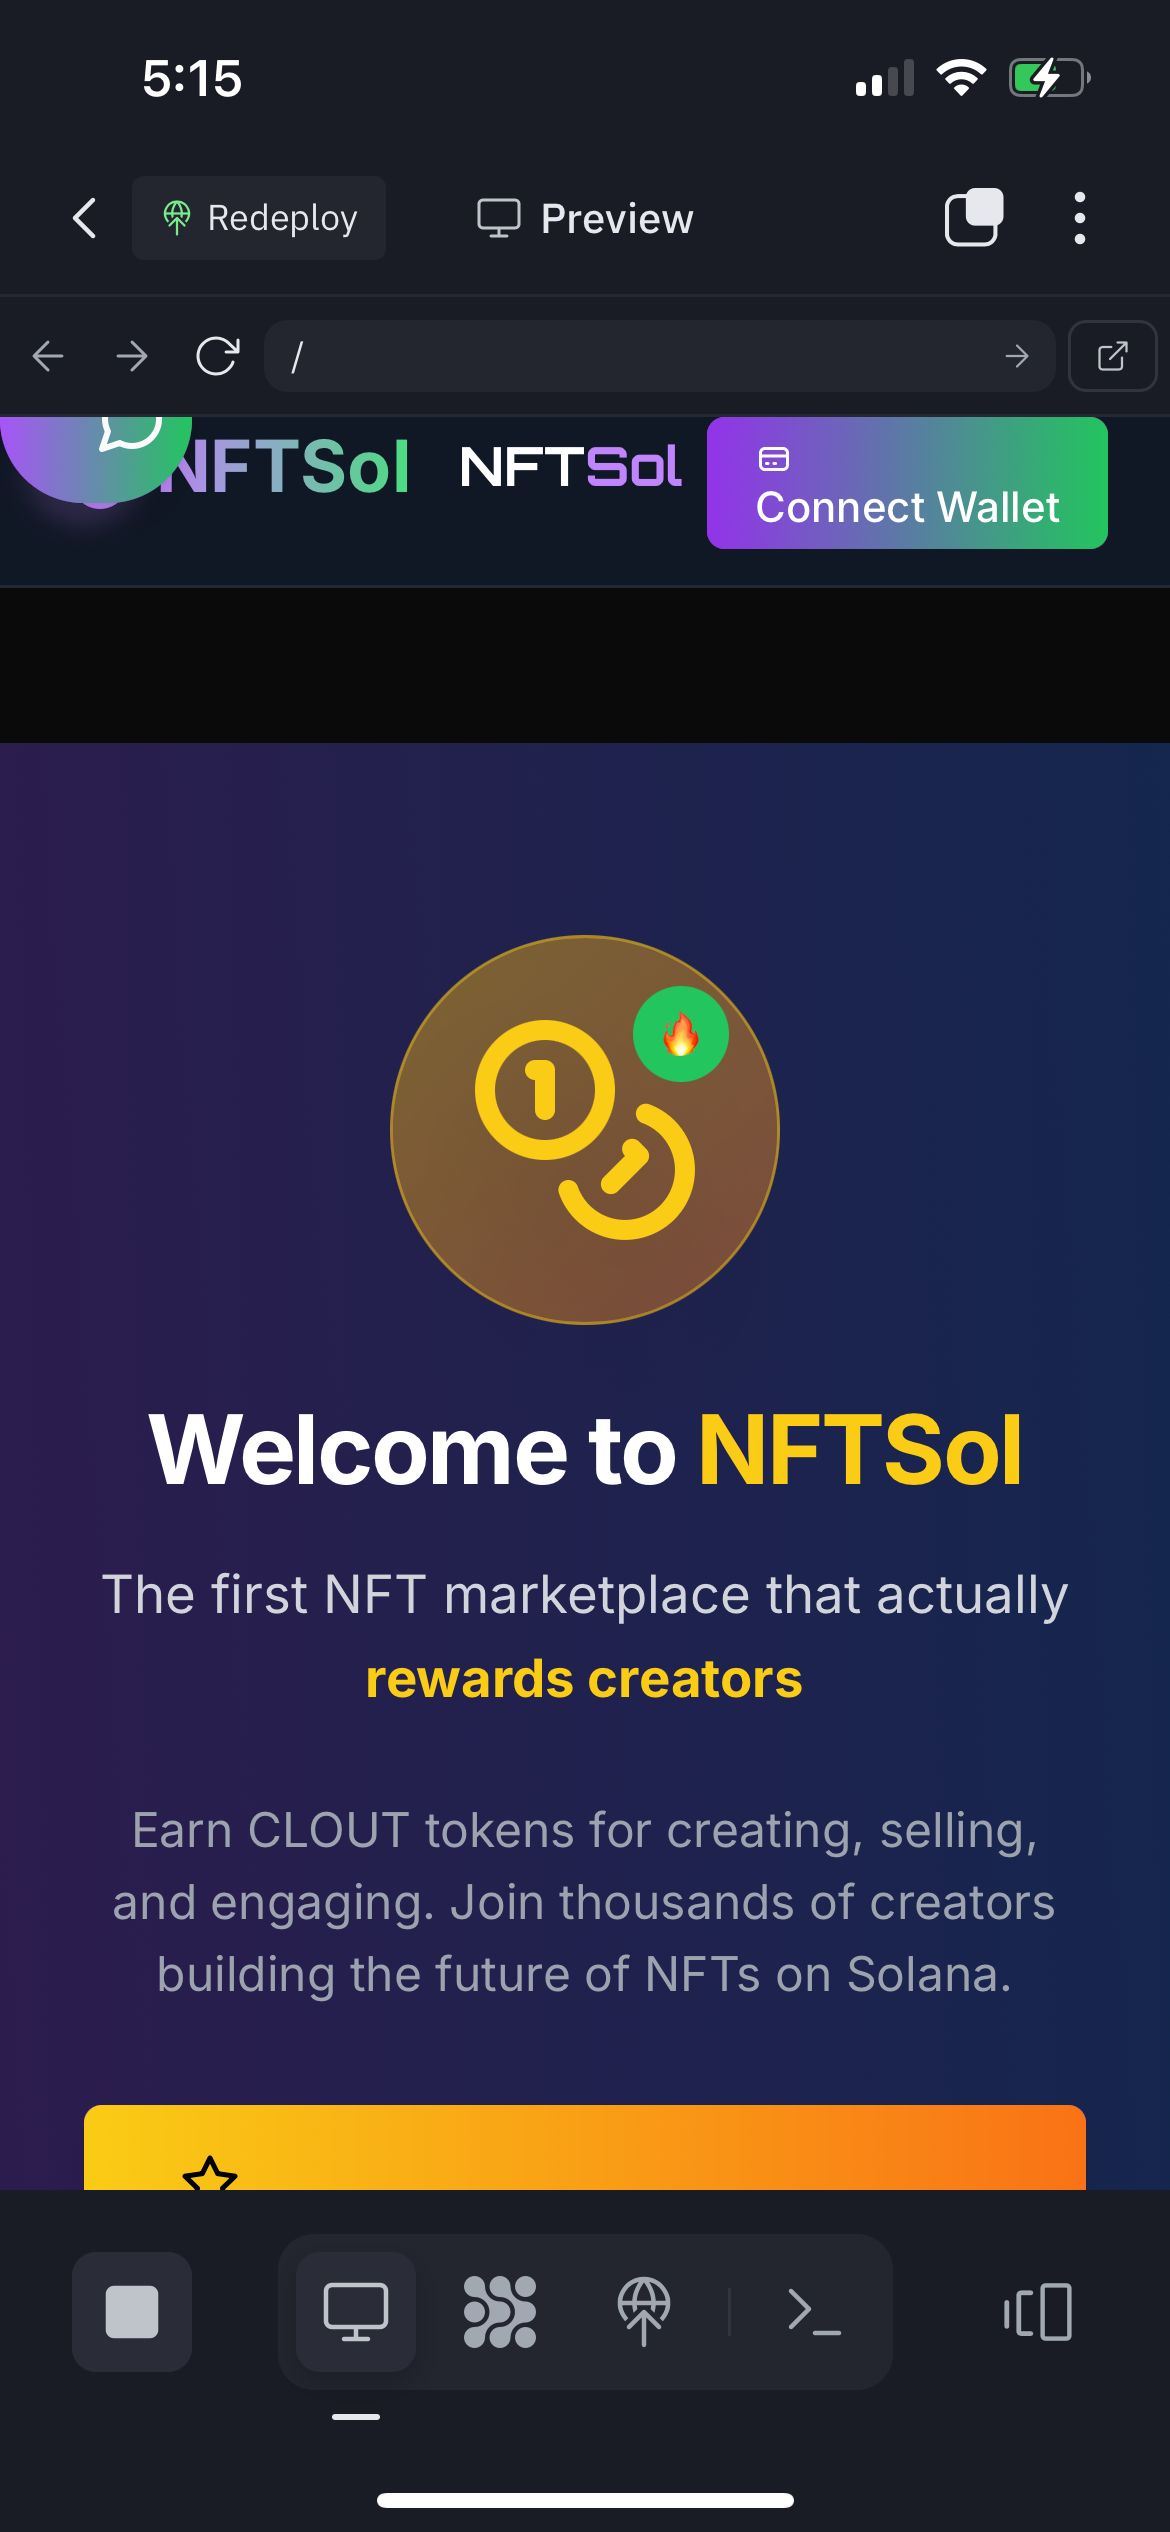 5:15
Redeploy
Preview
/
NFTSol
NFTSol
Connect Wallet
1
Welcome to NFTSol
The first NFT marketplace that actually
rewards creators
Earn CLOUT tokens for creating, selling,
and engaging. Join thousands of creators
building the future of NFTs on Solana.